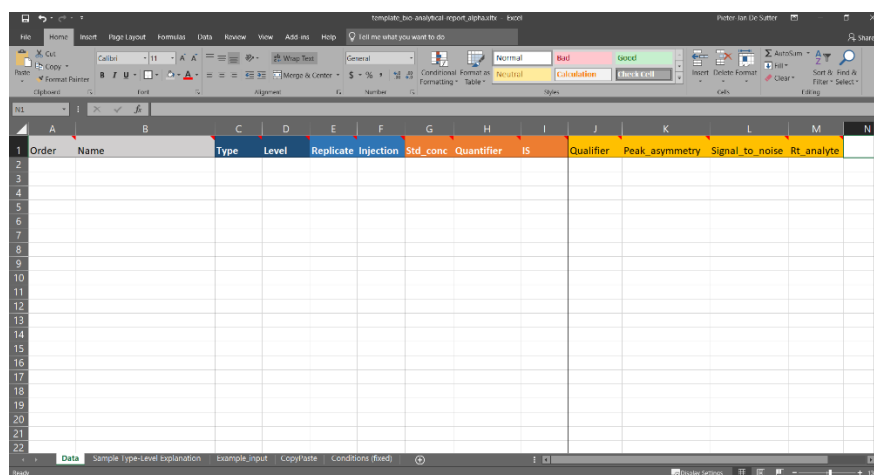 template_bio-analytical-report_alpha.xltx - Excel
Pieter-Jan De Sutter
File Home Insert Page Layout Formulas Data Review View Add-ins Help Tell me what you want to do Share
Cut
Copy
Format Painter
Paste
Calibri 11
B I U
Wrap Text
Merge & Center
General
$ % ,
Conditional Formatting
Format as Table
Normal Bad Good
Neutral Calculation Check Cell
Insert Delete Format
AutoSum
Fill
Clear
Sort & Filter
Find & Select
Clipboard Font Alignment Number Styles Cells Editing
N1 fx
A B C D E F G H I J K L M N
1 Order Name Type Level Replicate Injection Std_conc Quantifier IS Qualifier Peak_asymmetry Signal_to_noise Rt_analyte
2
3
4
5
6
7
8
9
10
11
12
13
14
15
16
17
18
19
20
21
22
Data Sample Type-Level Explanation Example_input CopyPaste Conditions (fixed)
Ready Display Settings